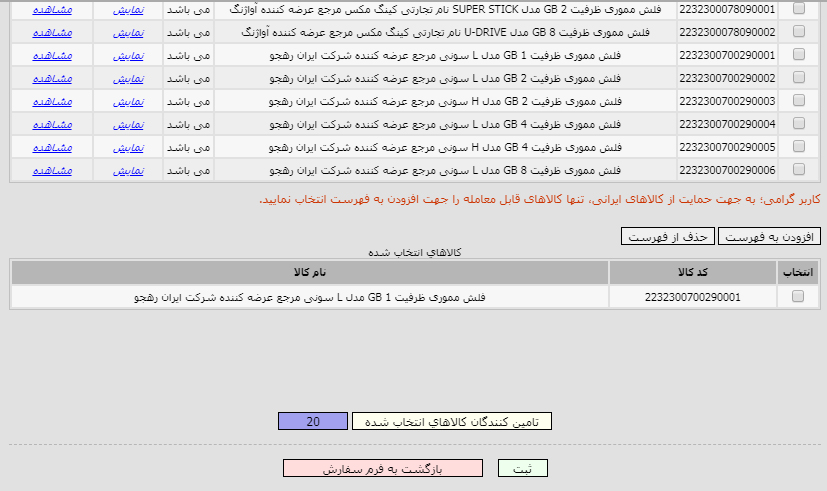 2232300078090001 فلش مموری ظرفیت 2 GB مدل SUPER STICK نام تجارتی کینگ مکس مرجع عرضه کننده آواژنگ می باشد نمایش مشاهده
2232300078090002 فلش مموری ظرفیت 8 GB مدل U-DRIVE نام تجارتی کینگ مکس مرجع عرضه کننده آواژنگ می باشد نمایش مشاهده
2232300700290001 فلش مموری ظرفیت 1 GB مدل L سونی مرجع عرضه کننده شرکت ایران رهجو می باشد نمایش مشاهده
2232300700290002 فلش مموری ظرفیت 2 GB مدل L سونی مرجع عرضه کننده شرکت ایران رهجو می باشد نمایش مشاهده
2232300700290003 فلش مموری ظرفیت 2 GB مدل H سونی مرجع عرضه کننده شرکت ایران رهجو می باشد نمایش مشاهده
2232300700290004 فلش مموری ظرفیت 4 GB مدل L سونی مرجع عرضه کننده شرکت ایران رهجو می باشد نمایش مشاهده
2232300700290005 فلش مموری ظرفیت 4 GB مدل H سونی مرجع عرضه کننده شرکت ایران رهجو می باشد نمایش مشاهده
2232300700290006 فلش مموری ظرفیت 8 GB مدل L سونی مرجع عرضه کننده شرکت ایران رهجو می باشد نمایش مشاهده
کاربر گرامی؛ به جهت حمایت از کالاهای ایرانی، تنها کالاهای قابل معامله را جهت افزودن به فهرست انتخاب نمایید.
افزودن به فهرست حذف از فهرست
کالاهاي انتخاب شده
انتخاب کد کالا نام کالا
2232300700290001 فلش مموری ظرفیت 1 GB مدل L سونی مرجع عرضه کننده شرکت ایران رهجو
تامین کنندگان کالاهاي انتخاب شده 20
ثبت بازگشت به فرم سفارش